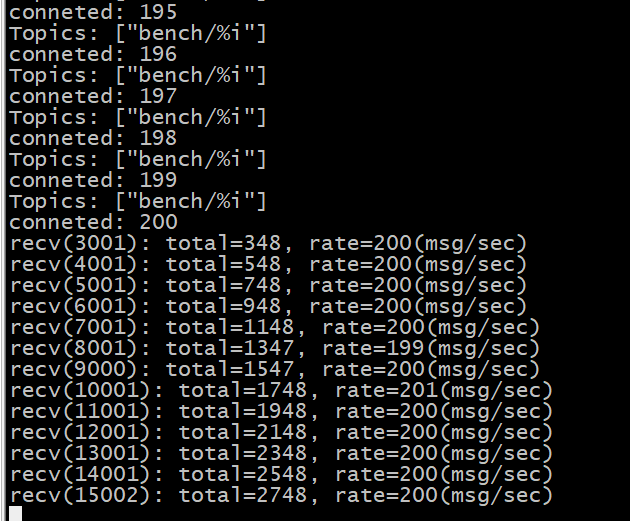 conneted: 195
Topics: ["bench/%i"]
conneted: 196
Topics: ["bench/%i"]
conneted: 197
Topics: ["bench/%i"]
conneted: 198
Topics: ["bench/%i"]
conneted: 199
Topics: ["bench/%i"]
conneted: 200
recv(3001): total=348, rate=200(msg/sec)
recv(4001): total=548, rate=200(msg/sec)
recv(5001): total=748, rate=200(msg/sec)
recv(6001): total=948, rate=200(msg/sec)
recv(7001): total=1148, rate=200(msg/sec)
recv(8001): total=1347, rate=199(msg/sec)
recv(9000): total=1547, rate=200(msg/sec)
recv(10001): total=1748, rate=201(msg/sec)
recv(11001): total=1948, rate=200(msg/sec)
recv(12001): total=2148, rate=200(msg/sec)
recv(13001): total=2348, rate=200(msg/sec)
recv(14001): total=2548, rate=200(msg/sec)
recv(15002): total=2748, rate=200(msg/sec)